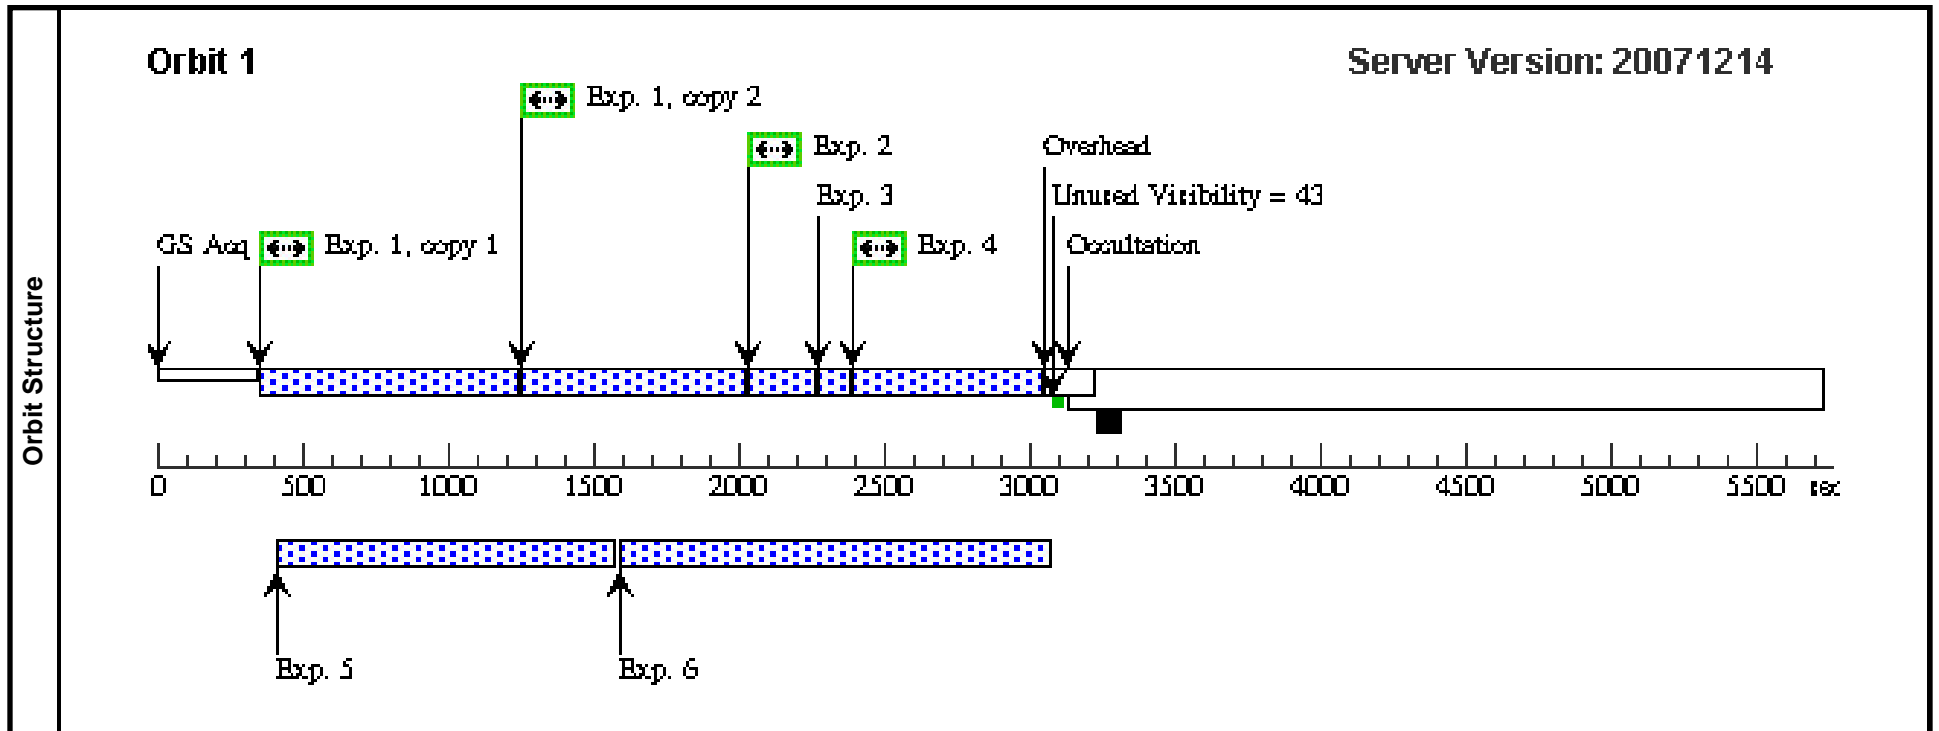 Orbit Structure
Orbit 1
Server Version: 20071214
Exp. 1, copy 2
Exp. 2
Overhead
Exp. 3
Unused Visibility = 43
GS Acq
Exp. 1, copy 1
Exp. 4
Occultation
0 500 1000 1500 2000 2500 3000 3500 4000 4500 5000 5500 sec
Exp. 5
Exp. 6